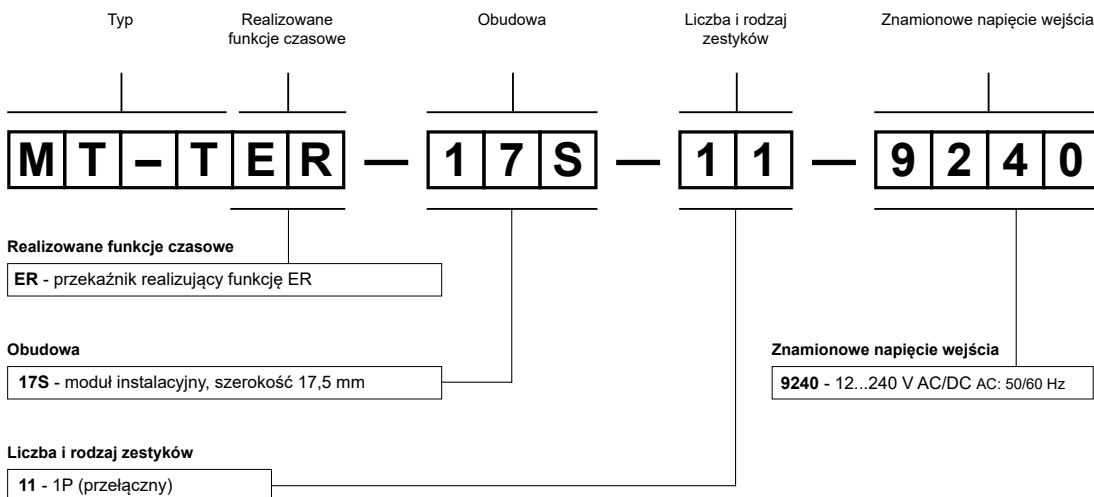 Typ
Realizowane
funkcje czasowe
Obudowa
Liczba i rodzaj
zestyków
Znamionowe napięcie wejścia
MT–TER — 17S — 11 — 9240
Realizowane funkcje czasowe
ER - przekaźnik realizujący funkcję ER
Obudowa
17S - moduł instalacyjny, szerokość 17,5 mm
Znamionowe napięcie wejścia
9240 - 12...240 V AC/DC AC: 50/60 Hz
Liczba i rodzaj zestyków
11 - 1P (przełączny)